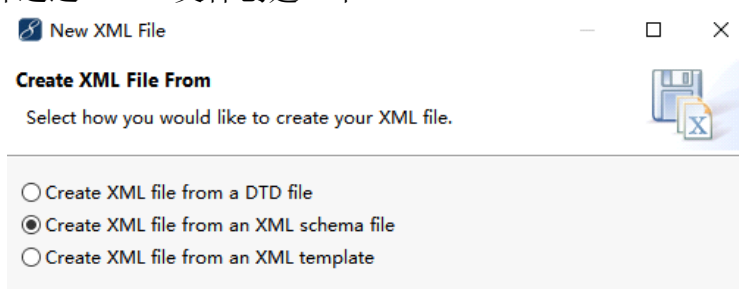 New XML File
Create XML File From
Select how you would like to create your XML file.
Create XML file from a DTD file
Create XML file from an XML schema file
Create XML file from an XML template